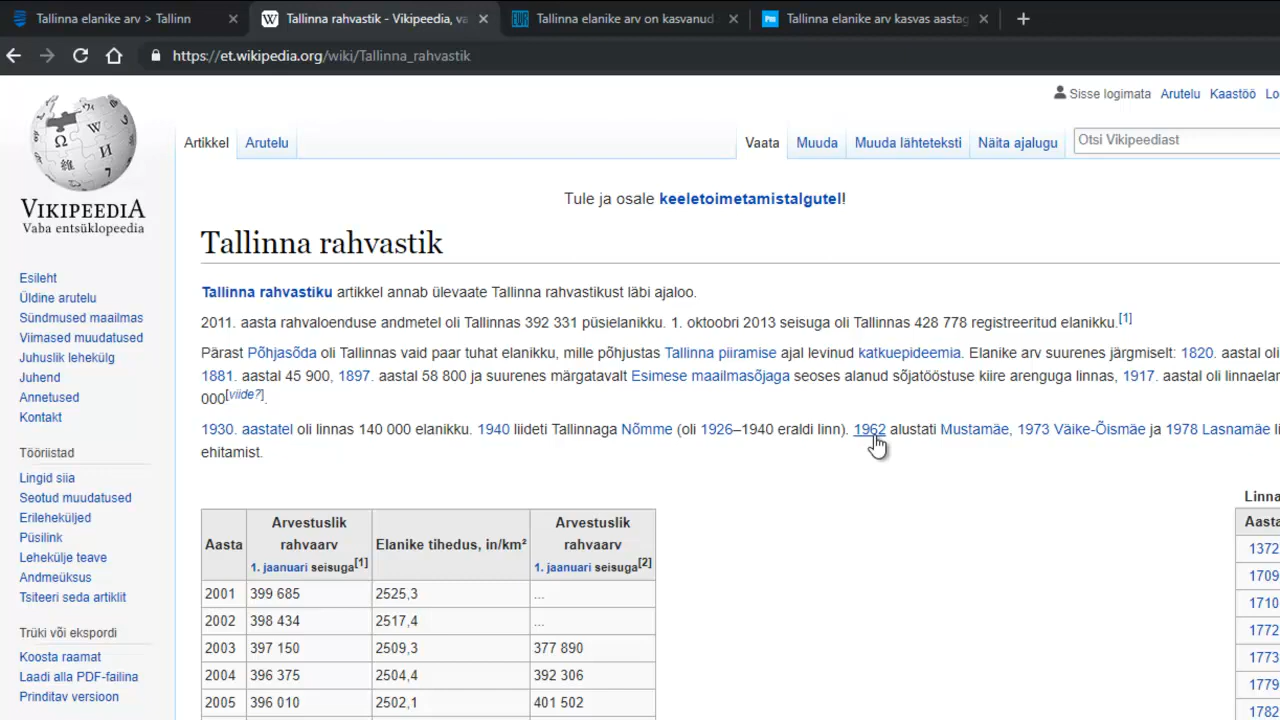 Tallinna elanike arv > Tallinn
Tallinna rahvastik - Vikipeedia, va
Tallinna elanike arv on kasvanud
Tallinna elanike arv kasvas aastag
https://et.wikipedia.org/wiki/Tallinna_rahvastik
Sisse logimata Arutelu Kaastöö Lo
Artikkel Arutelu Vaata Muuda Muuda lähteteksti Näita ajalugu Otsi Vikipeediast
VIKIPEEDIA
Vaba entsüklopeedia
Tule ja osale keeletoimetamistalgutel!
Tallinna rahvastik
Tallinna rahvastiku artikkel annab ülevaate Tallinna rahvastikust läbi ajaloo.
2011. aasta rahvaloenduse andmetel oli Tallinnas 392 331 püsielanikku. 1. oktoobri 2013 seisuga oli Tallinnas 428 778 registreeritud elanikku.[1]
Pärast Põhjasõda oli Tallinnas vaid paar tuhat elanikku, mille põhjustas Tallinna piiramise ajal levinud katkuepideemia. Elanike arv suurenes järgmiselt: 1820. aastal oli
1881. aastal 45 900, 1897. aastal 58 800 ja suurenes märgatavalt Esimese maailmasõjaga seoses alanud sõjatööstuse kiire arenguga linnas, 1917. aastal oli linnaelan
000[viide?].
1930. aastatel oli linnas 140 000 elanikku. 1940 liideti Tallinnaga Nõmme (oli 1926–1940 eraldi linn). 1962 alustati Mustamäe, 1973 Väike-Õismäe ja 1978 Lasnamäe li
ehitamist.
Esileht
Üldine arutelu
Sündmused maailmas
Viimased muudatused
Juhuslik lehekülg
Juhend
Annetused
Kontakt
Tööriistad
Lingid siia
Seotud muudatused
Erileheküljed
Püsilink
Lehekülje teave
Andmeüksus
Tsiteeri seda artiklit
Trüki või ekspordi
Koosta raamat
Laadi alla PDF-failina
Prinditav versioon
Aasta
Arvestuslik
rahvaarv
1. jaanuari seisuga[1]
Elanike tihedus, in/km²
Arvestuslik
rahvaarv
1. jaanuari seisuga[2]
2001 399 685 2525,3 ...
2002 398 434 2517,4 ...
2003 397 150 2509,3 377 890
2004 396 375 2504,4 392 306
2005 396 010 2502,1 401 502
Linna
Aasta
1372
1709
1710
1772
1773
1779
1782